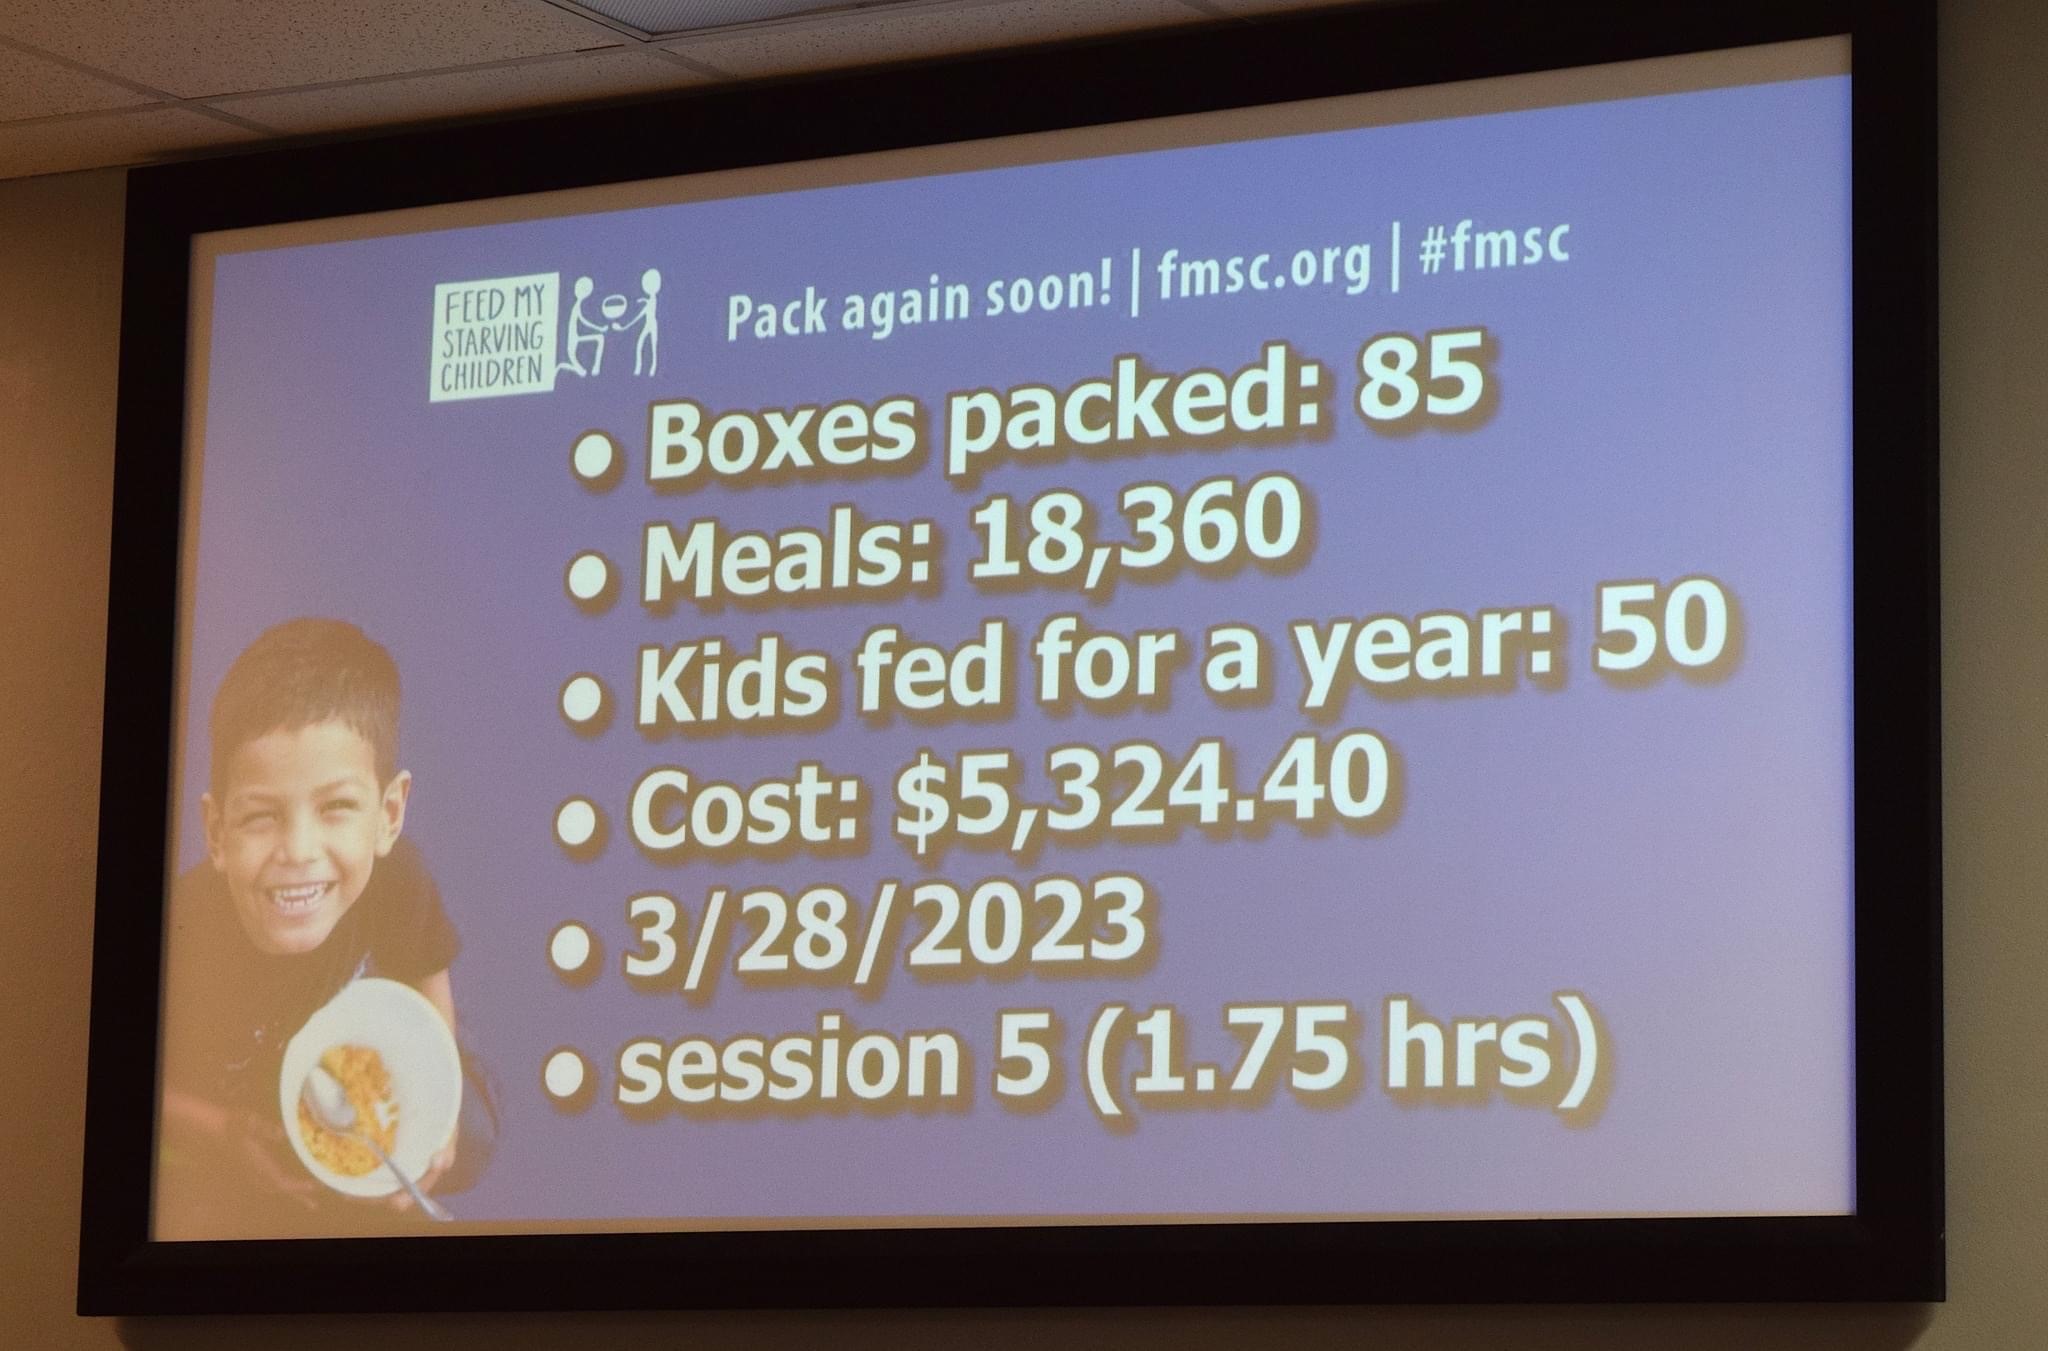 FEED MY
STARVING
CHILDREN
Pack again soon! | fmsc.org | #fmsc
• Boxes packed: 85
• Meals: 18,360
• Kids fed for a year: 50
• Cost: $5,324.40
• 3/28/2023
• session 5 (1.75 hrs)